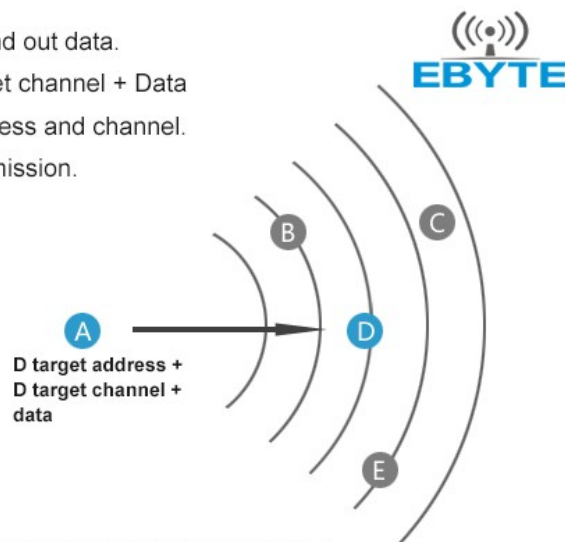 nd out data.
et channel + Data
ess and channel.
nission.
EBYTE
B
C
A
D
D target address +
D target channel +
data
E